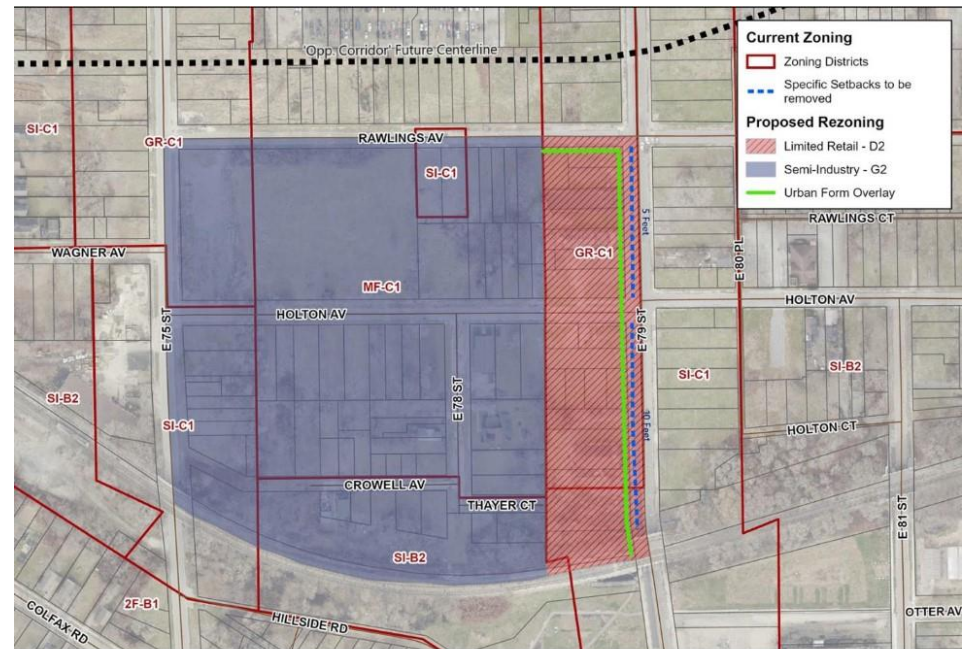 'Opp. Corridor' Future Centerline
Current Zoning
Zoning Districts
Specific Setbacks to be
removed
Proposed Rezoning
Limited Retail - D2
Semi-Industry - G2
Urban Form Overlay
SI-C1
GR-C1
RAWLINGS AV
SI-C1
5 Feet
RAWLINGS CT
WAGNER AV
GR-C1
E 80 PL
MF-C1
HOLTON AV
HOLTON AV
E 75 ST
E 79 ST
SI-B2
SI-C1
E 78 ST
30 Feet
SI-C1
SI-B2
HOLTON CT
CROWELL AV
THAYER CT
E 81 ST
SI-B2
2F-B1
HILLSIDE RD
COLFAX RD
OTTER AV